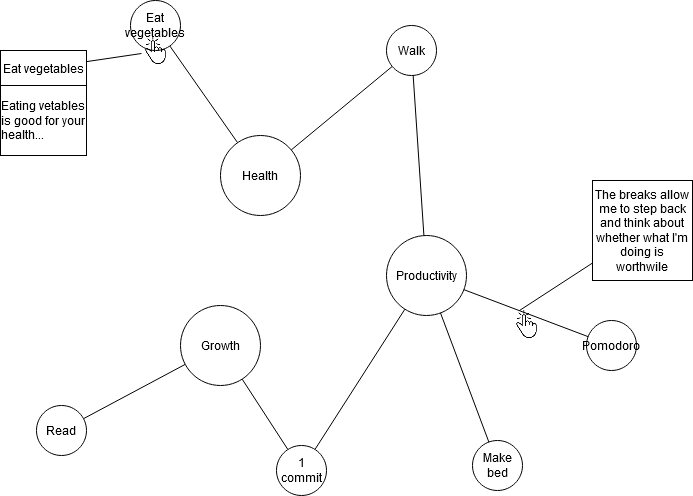 Eat
vegetables
Walk
Eat vegetables
Eating vetables
is good for your
health...
Health
The breaks allow
me to step back
and think about
whether what I'm
doing is
worthwile
Productivity
Growth
Pomodoro
Read
1
commit
Make
bed